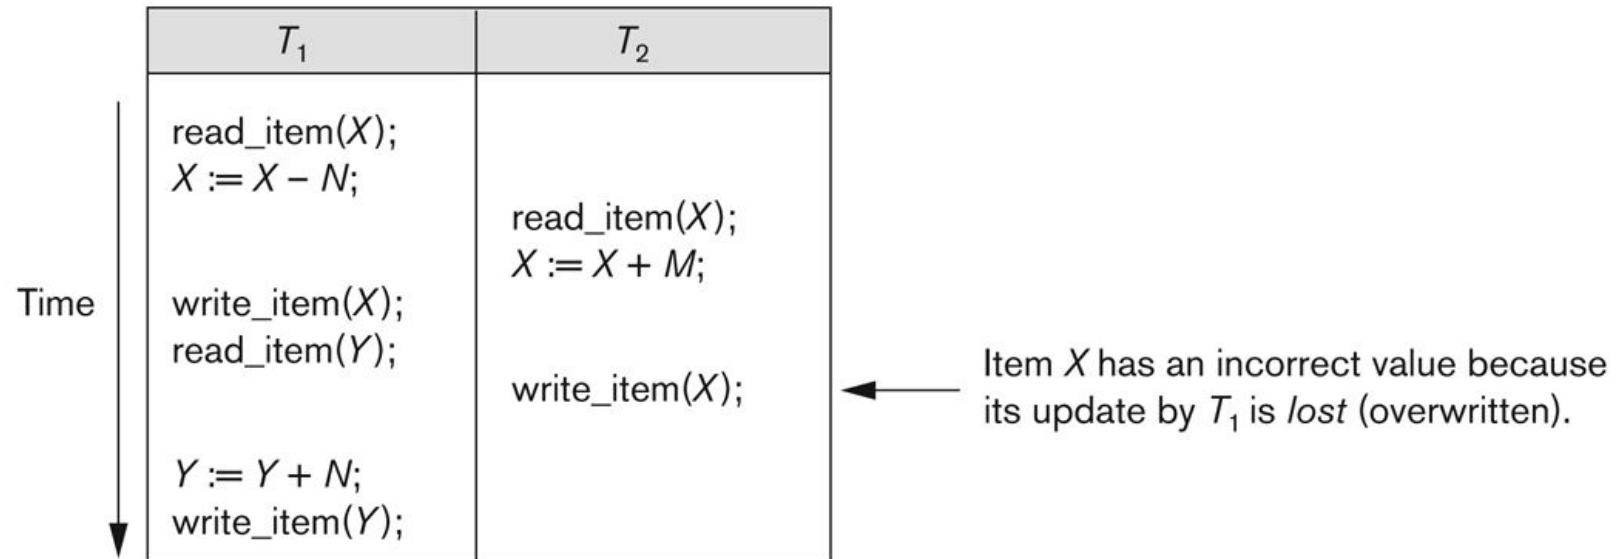 T₁ T₂
read_item(X);
X := X – N;
read_item(X);
X := X + M;
Time
write_item(X);
read_item(Y);
write_item(X);
Item X has an incorrect value because
its update by T₁ is lost (overwritten).
Y := Y + N;
write_item(Y);